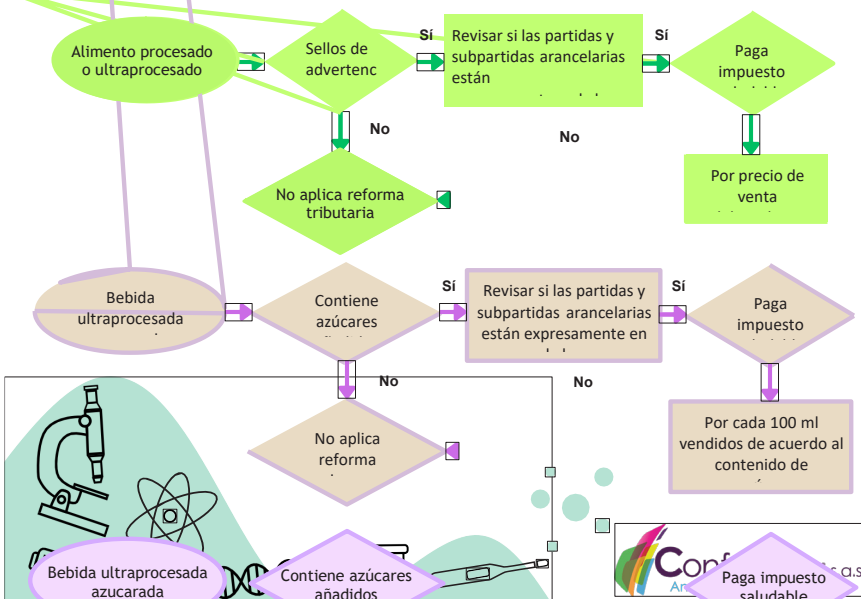 Alimento procesado
o ultraprocesado
Sellos de
advertenc
Sí
Revisar si las partidas y
subpartidas arancelarias
están
Sí
Paga
impuesto
No
No
No aplica reforma
tributaria
Por precio de
venta
Bebida
ultraprocesada
Contiene
azúcares
Sí
Revisar si las partidas y
subpartidas arancelarias
están expresamente en
Sí
Paga
impuesto
No
No
No aplica
reforma
Por cada 100 ml
vendidos de acuerdo al
contenido de
Bebida ultraprocesada
azucarada
Contiene azúcares
añadidos
Conf
s.a.s
An
Paga impuesto
saludable